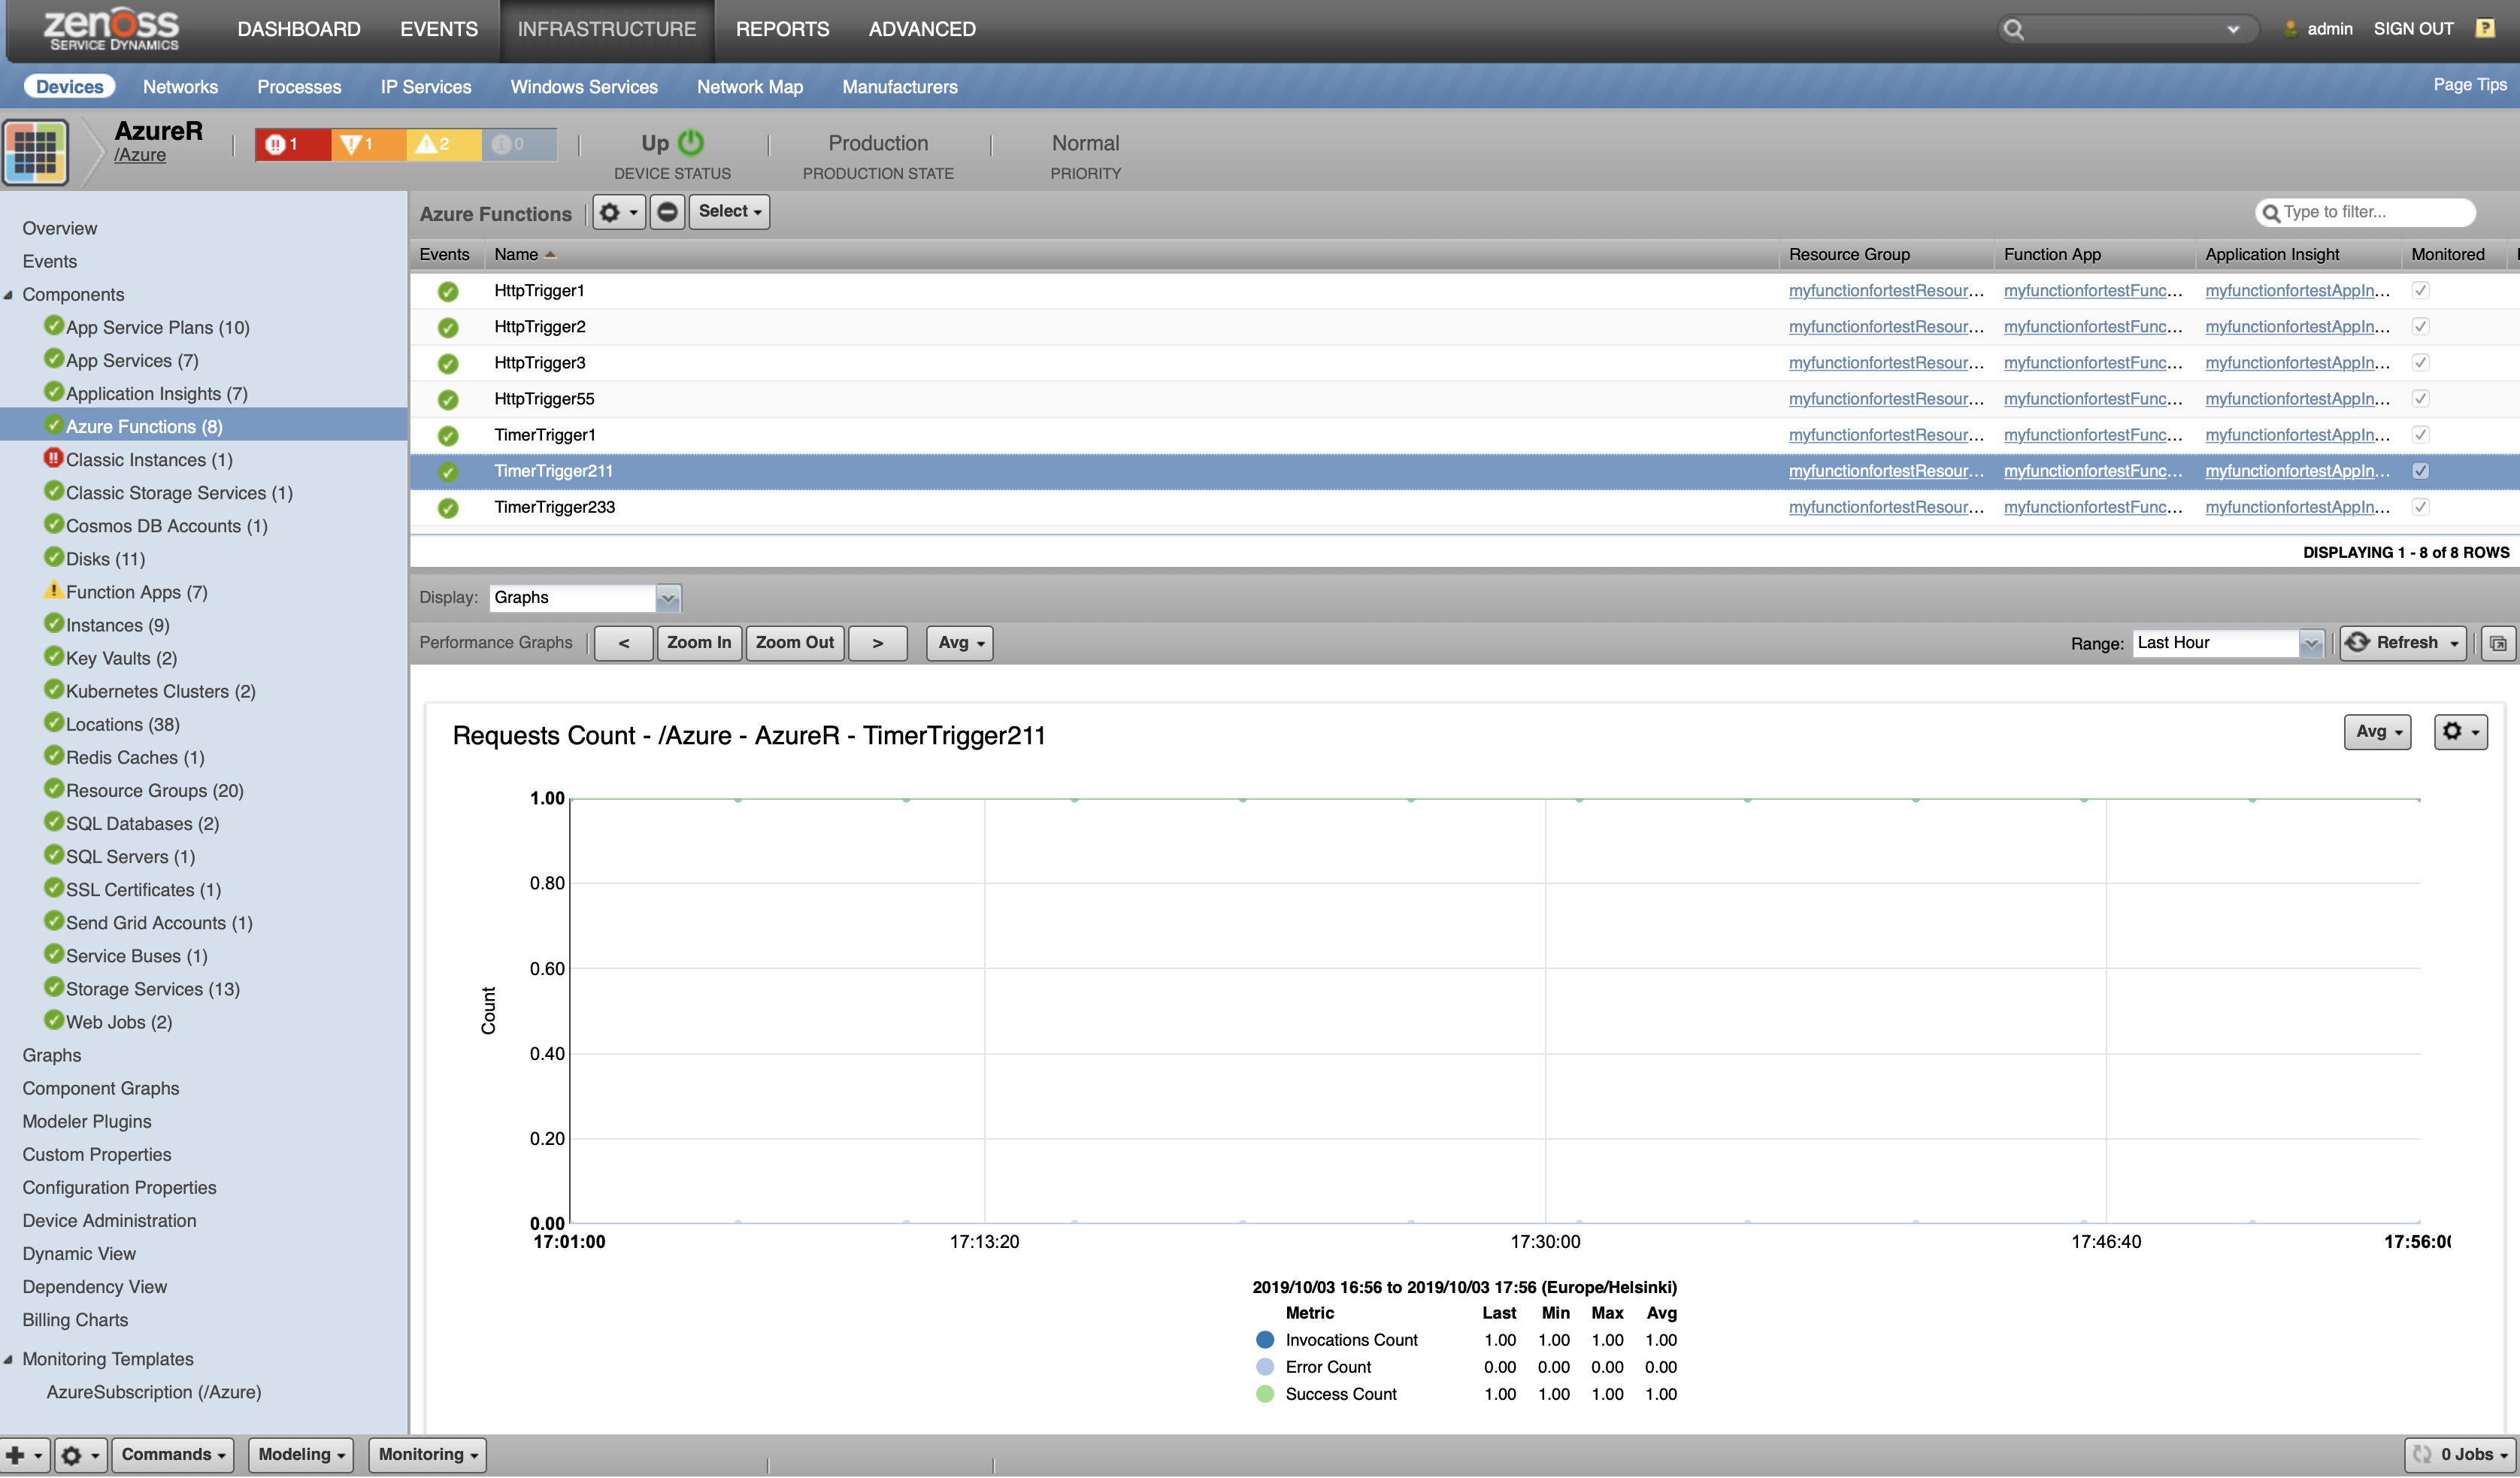 zenoss
SERVICE DYNAMICS
DASHBOARD EVENTS INFRASTRUCTURE REPORTS ADVANCED
admin SIGN OUT ?
Devices Networks Processes IP Services Windows Services Network Map Manufacturers
Page Tips
AzureR
/Azure
1 1 2 0
Up
DEVICE STATUS
Production
PRODUCTION STATE
Normal
PRIORITY
Overview
Events
Components
App Service Plans (10)
App Services (7)
Application Insights (7)
Azure Functions (8)
Classic Instances (1)
Classic Storage Services (1)
Cosmos DB Accounts (1)
Disks (11)
Function Apps (7)
Instances (9)
Key Vaults (2)
Kubernetes Clusters (2)
Locations (38)
Redis Caches (1)
Resource Groups (20)
SQL Databases (2)
SQL Servers (1)
SSL Certificates (1)
Send Grid Accounts (1)
Service Buses (1)
Storage Services (13)
Web Jobs (2)
Graphs
Component Graphs
Modeler Plugins
Custom Properties
Configuration Properties
Device Administration
Dynamic View
Dependency View
Billing Charts
Monitoring Templates
AzureSubscription (/Azure)
Azure Functions Select Type to filter...
Events Name Resource Group Function App Application Insight Monitored
HttpTrigger1 myfunctionfortestResour... myfunctionfortestFunc... myfunctionfortestAppIn...
HttpTrigger2 myfunctionfortestResour... myfunctionfortestFunc... myfunctionfortestAppIn...
HttpTrigger3 myfunctionfortestResour... myfunctionfortestFunc... myfunctionfortestAppIn...
HttpTrigger55 myfunctionfortestResour... myfunctionfortestFunc... myfunctionfortestAppIn...
TimerTrigger1 myfunctionfortestResour... myfunctionfortestFunc... myfunctionfortestAppIn...
TimerTrigger211 myfunctionfortestResour... myfunctionfortestFunc... myfunctionfortestAppIn...
TimerTrigger233 myfunctionfortestResour... myfunctionfortestFunc... myfunctionfortestAppIn...
DISPLAYING 1 - 8 of 8 ROWS
Display: Graphs
Performance Graphs < Zoom In Zoom Out > Avg Range: Last Hour Refresh
Requests Count - /Azure - AzureR - TimerTrigger211 Avg
1.00
0.80
0.60
0.40
0.20
0.00
Count
17:01:00 17:13:20 17:30:00 17:46:40 17:56:00
2019/10/03 16:56 to 2019/10/03 17:56 (Europe/Helsinki)
Metric Last Min Max Avg
Invocations Count 1.00 1.00 1.00 1.00
Error Count 0.00 0.00 0.00 0.00
Success Count 1.00 1.00 1.00 1.00
Commands Modeling Monitoring 0 Jobs